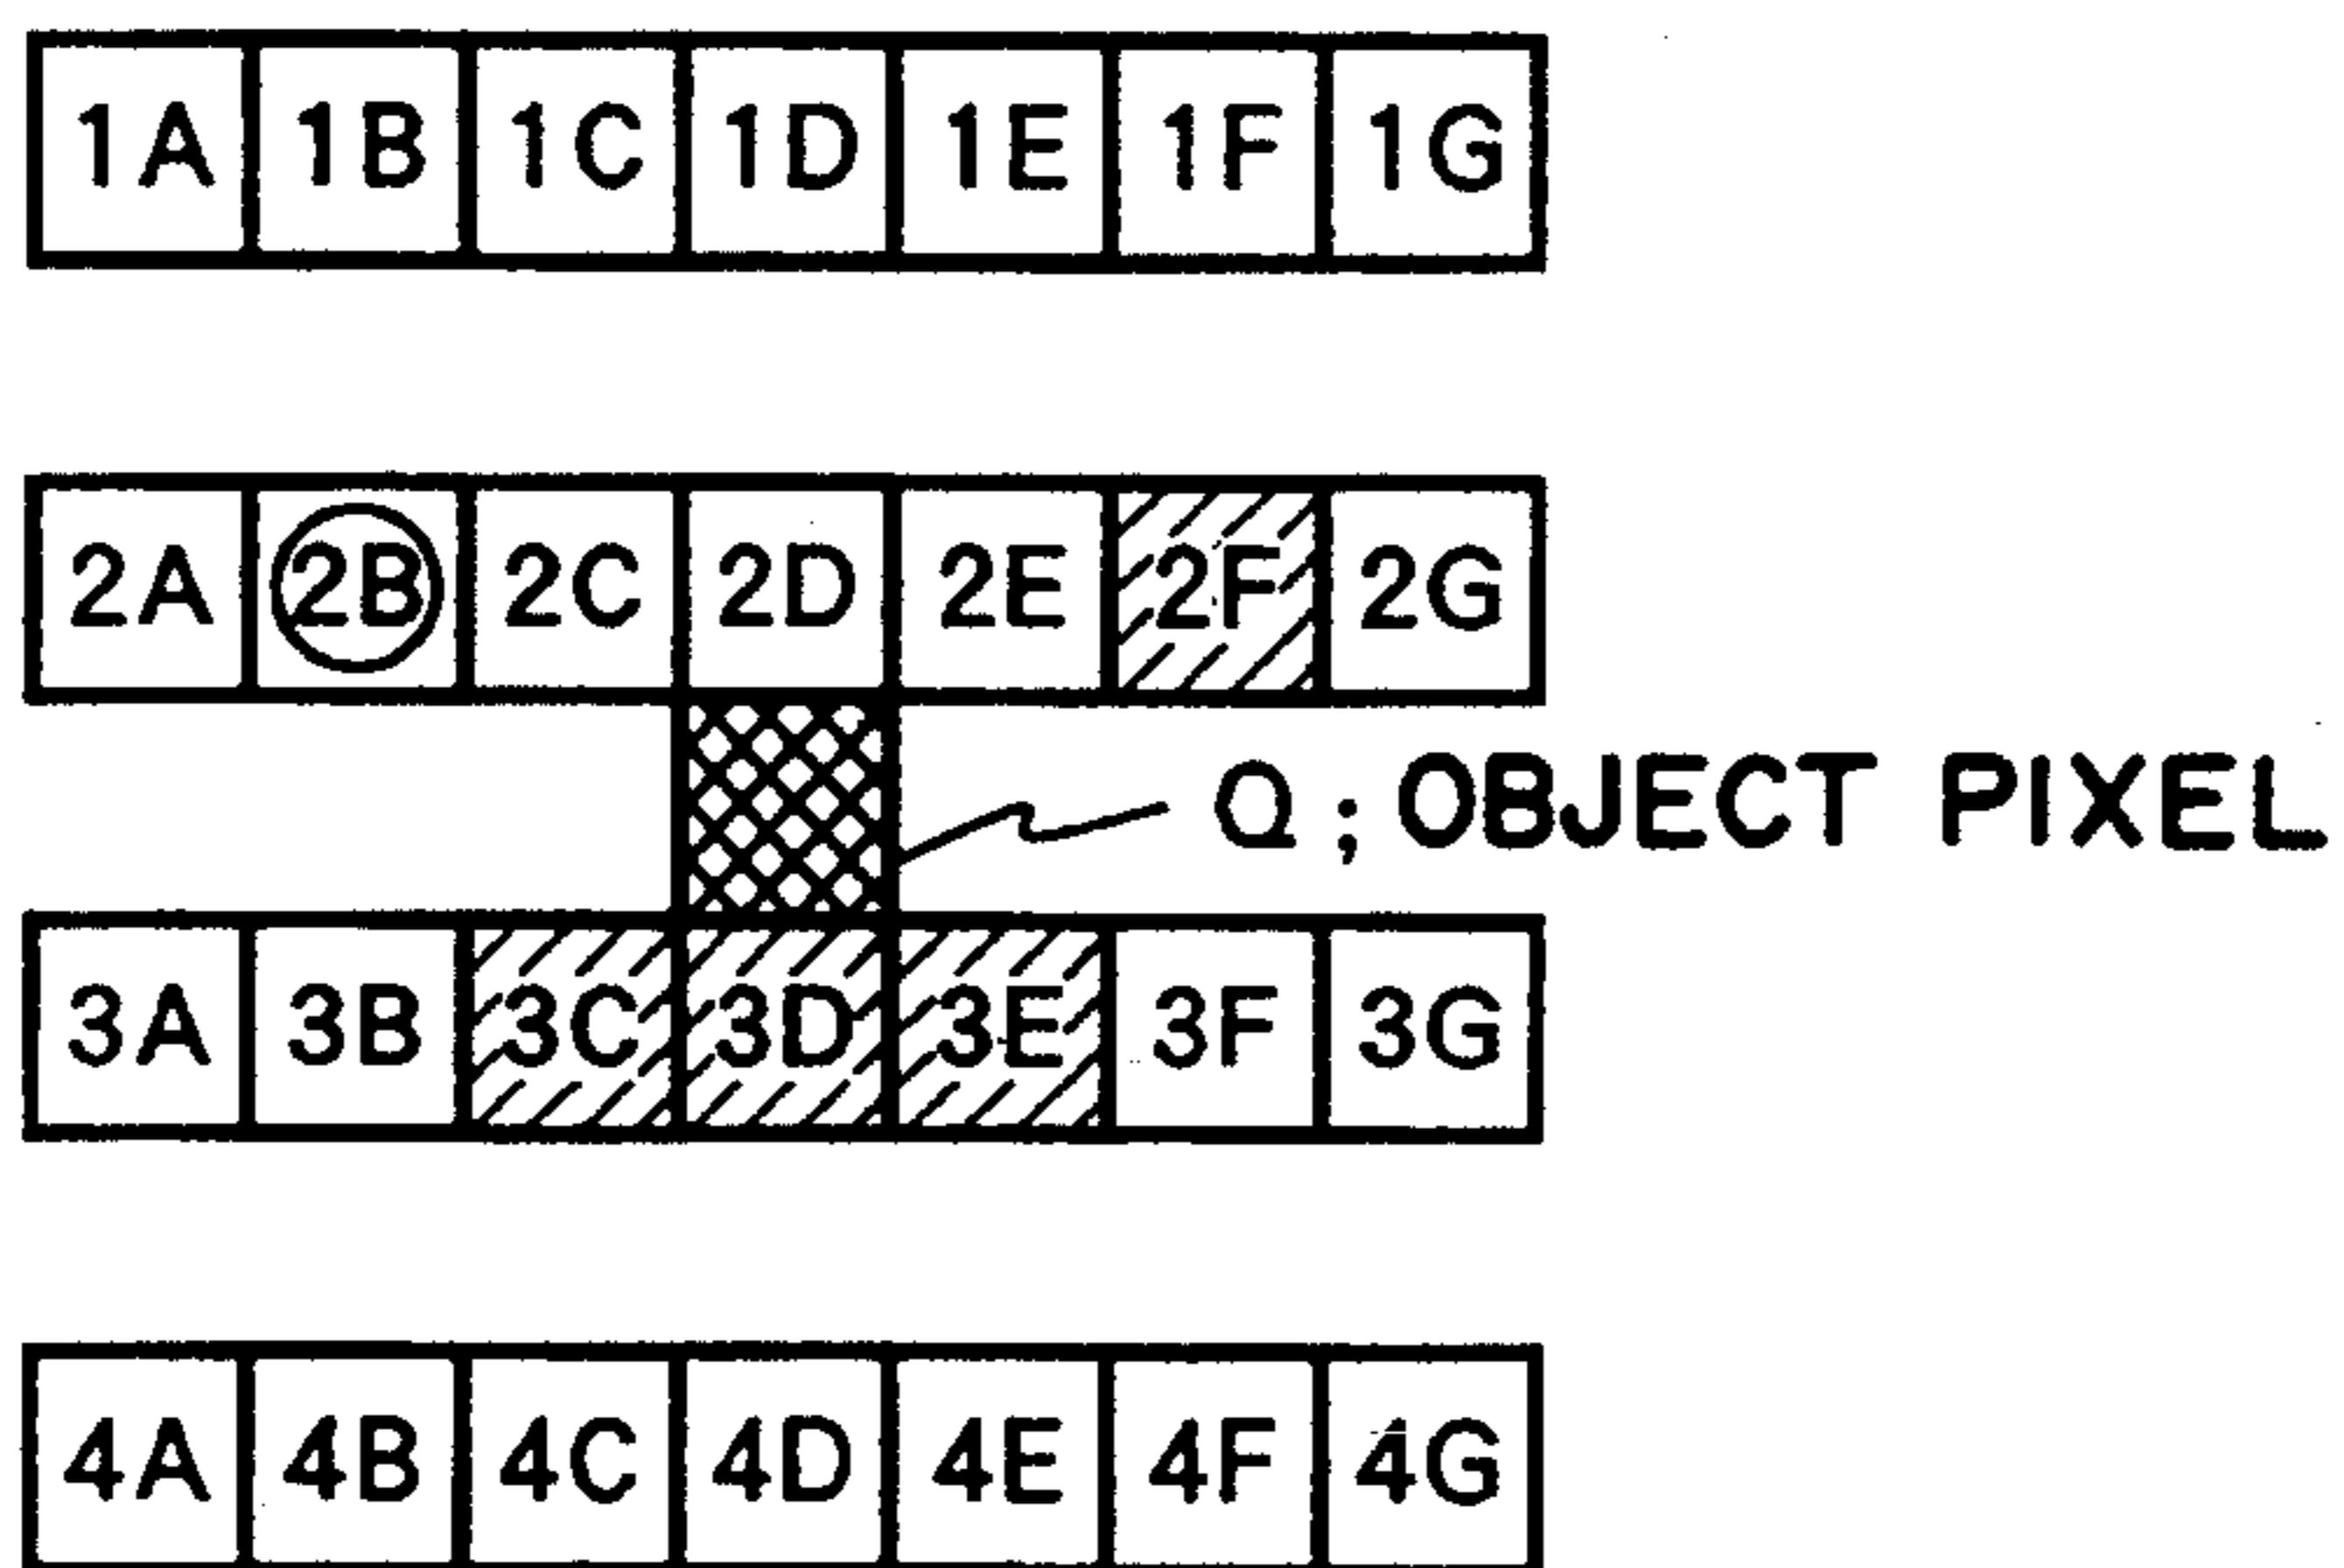 1A 1B 1C 1D 1E 1F 1G
2A 2B 2C 2D 2E 2F 2G
Q ; OBJECT PIXEL
3A 3B 3C 3D 3E 3F 3G
4A 4B 4C 4D 4E 4F 4G